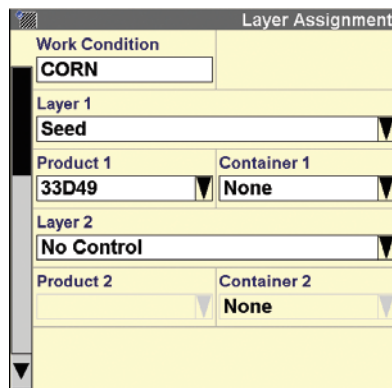 Layer Assignment
Work Condition
CORN
Layer 1
Seed
Product 1 Container 1
33D49 None
Layer 2
No Control
Product 2 Container 2
None